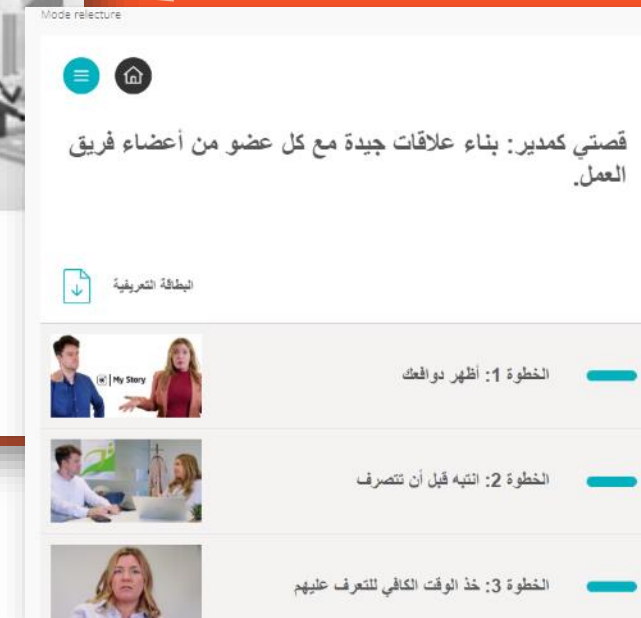 Mode relecture
قصتي كمدير: بناء علاقات جيدة مع كل عضو من أعضاء فريق
العمل.
البطاقة التعريفية
My Story
الخطوة 1: أظهر دوافعك
الخطوة 2: انتبه قبل أن تتصرف
الخطوة 3: خذ الوقت الكافي للتعرف عليهم